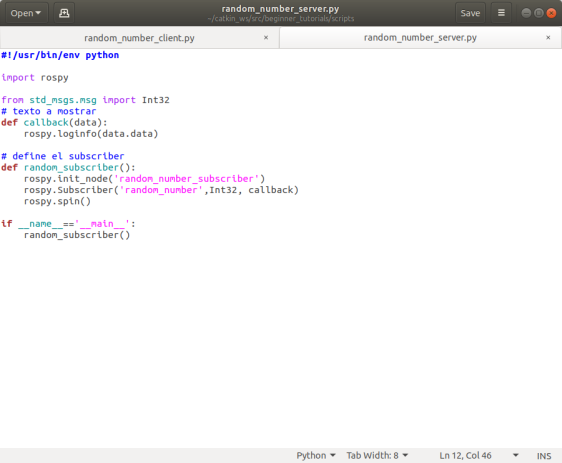 Open
random_number_server.py
~/catkin_ws/src/beginner_tutorials/scripts
Save
random_number_client.py ×
random_number_server.py ×
#!/usr/bin/env python
import rospy
from std_msgs.msg import Int32
# texto a mostrar
def callback(data):
    rospy.loginfo(data.data)
# define el subscriber
def random_subscriber():
    rospy.init_node('random_number_subscriber')
    rospy.Subscriber('random_number',Int32, callback)
    rospy.spin()
if __name__=='__main__':
    random_subscriber()
Python Tab Width: 8 Ln 12, Col 46 INS